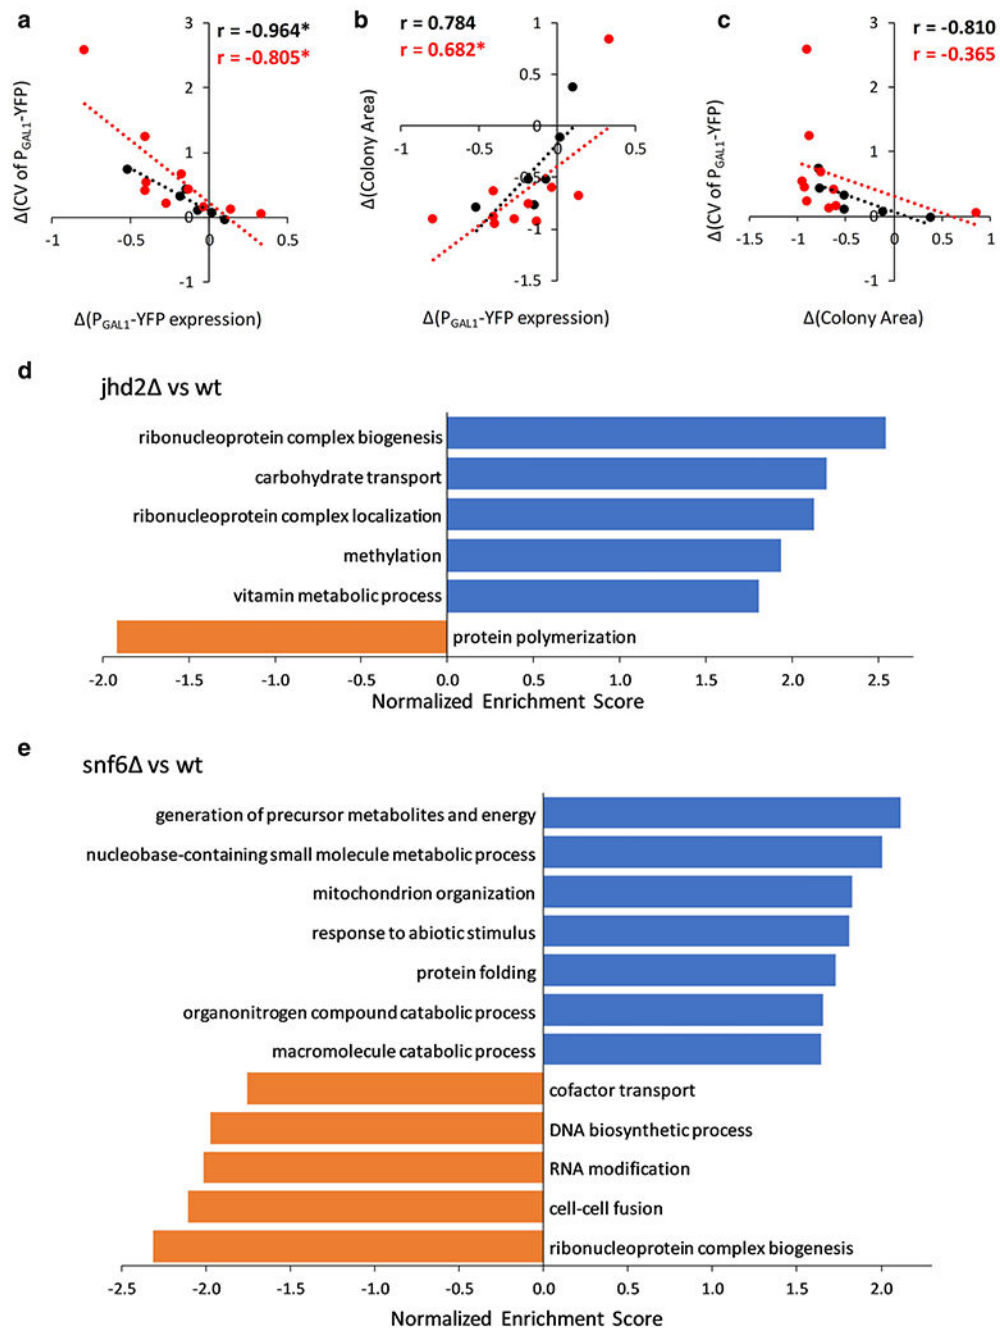 a
r = -0.964*
r = -0.805*
Δ(CV of P_GAL1-YFP)
3
2
1
0
-1
-1
-0.5
0
0.5
Δ(P_GAL1-YFP expression)
b
r = 0.784
r = 0.682*
Δ(Colony Area)
1
0.5
0
-0.5
-1
-1.5
-1
-0.5
0
0.5
Δ(P_GAL1-YFP expression)
c
r = -0.810
r = -0.365
Δ(CV of P_GAL1-YFP)
3
2
1
0
-1
-1.5
-1
-0.5
0
0.5
1
Δ(Colony Area)
d
jhd2Δ vs wt
ribonucleoprotein complex biogenesis
carbohydrate transport
ribonucleoprotein complex localization
methylation
vitamin metabolic process
protein polymerization
-2.0 -1.5 -1.0 -0.5 0.0 0.5 1.0 1.5 2.0 2.5
Normalized Enrichment Score
e
snf6Δ vs wt
generation of precursor metabolites and energy
nucleobase-containing small molecule metabolic process
mitochondrion organization
response to abiotic stimulus
protein folding
organonitrogen compound catabolic process
macromolecule catabolic process
cofactor transport
DNA biosynthetic process
RNA modification
cell-cell fusion
ribonucleoprotein complex biogenesis
-2.5 -2.0 -1.5 -1.0 -0.5 0.0 0.5 1.0 1.5 2.0
Normalized Enrichment Score